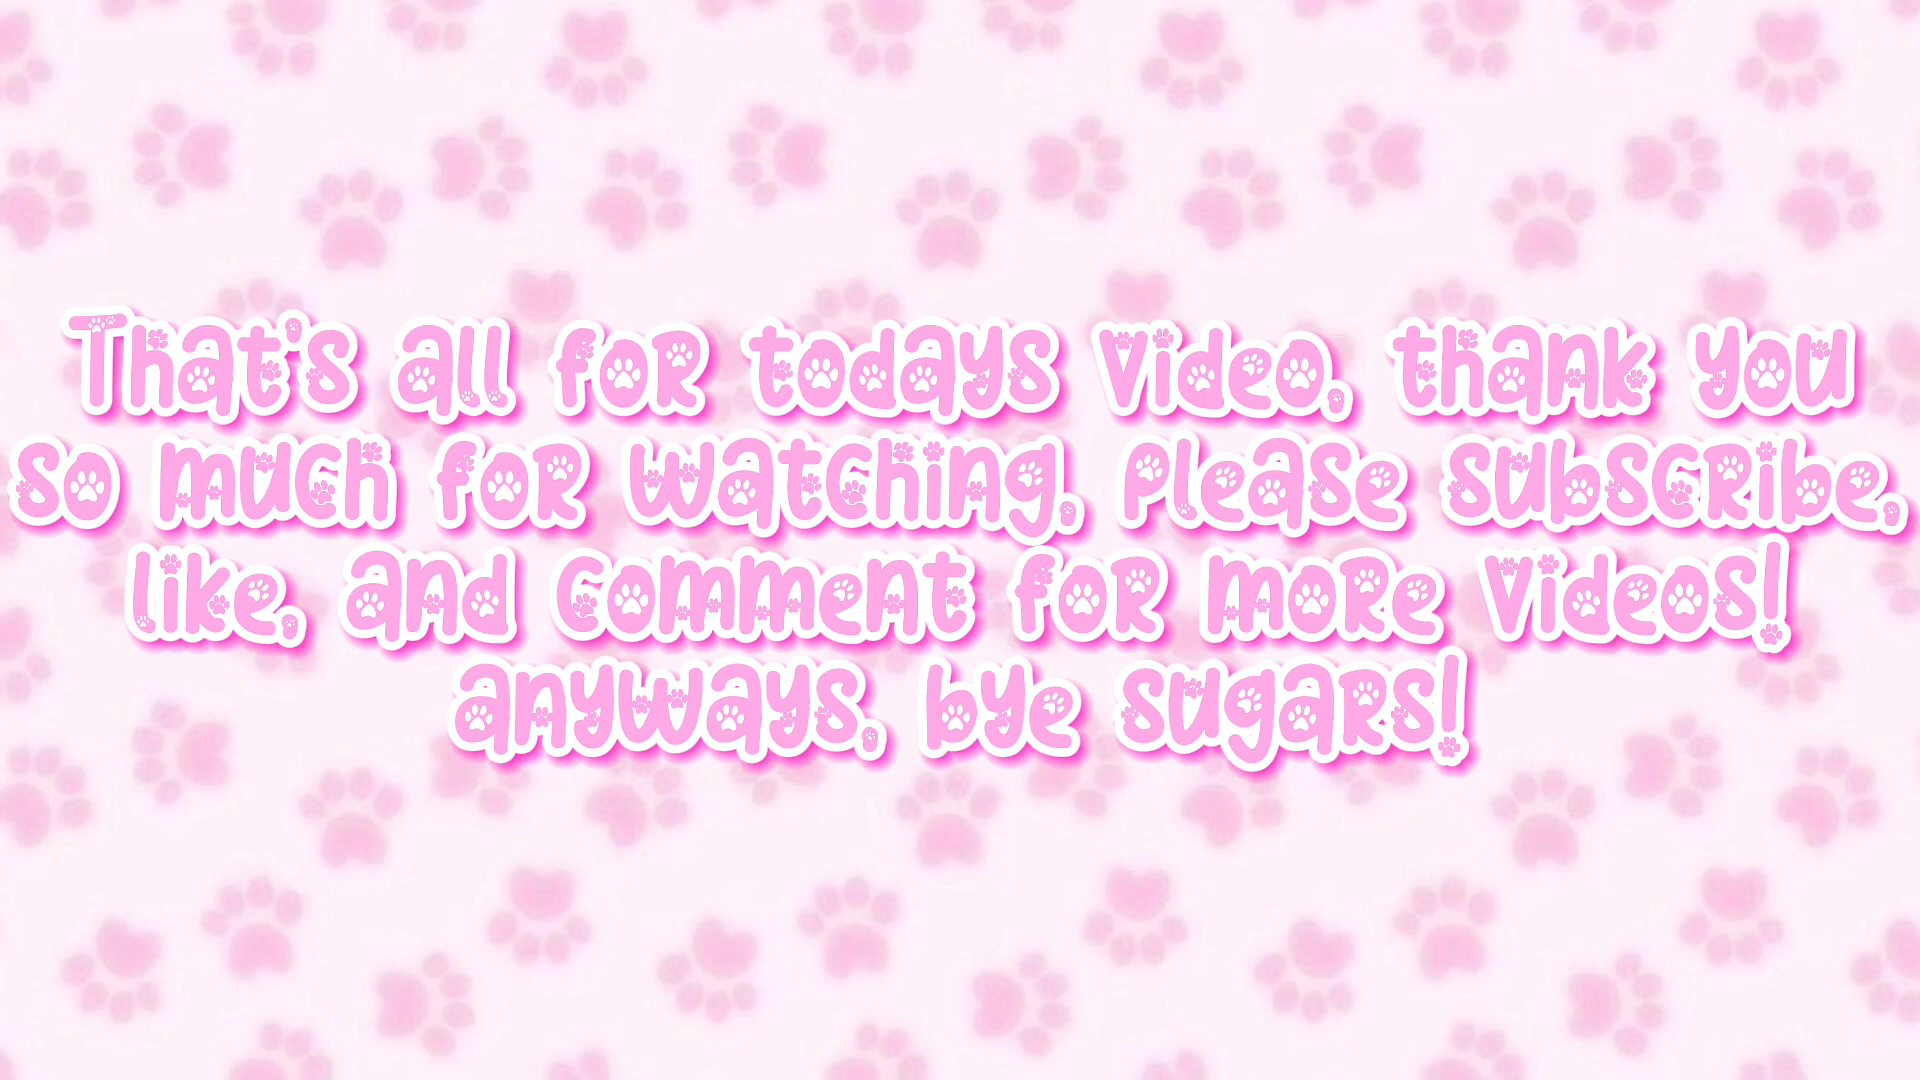 That's all for todays video, thank you
so much for watching, please subscribe,
like, and comment for more videos!
anyways, bye sugars!